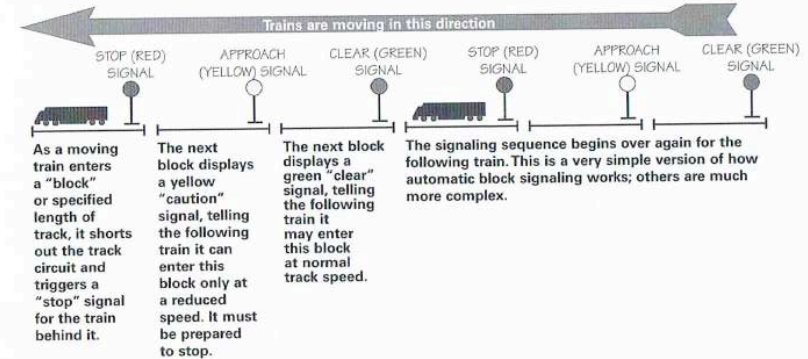 Trains are moving in this direction
STOP (RED)
SIGNAL
APPROACH
(YELLOW) SIGNAL
CLEAR (GREEN)
SIGNAL
STOP (RED)
SIGNAL
APPROACH
(YELLOW) SIGNAL
CLEAR (GREEN)
SIGNAL
As a moving
train enters
a "block"
or specified
length of
track, it shorts
out the track
circuit and
triggers a
"stop" signal
for the train
behind it.
The next
block displays
a yellow
"caution"
signal, telling
the following
train it can
enter this
block only at
a reduced
speed. It must
be prepared
to stop.
The next block
displays a
green "clear"
signal, telling
the following
train it
may enter
this block
at normal
track speed.
The signaling sequence begins over again for the
following train. This is a very simple version of how
automatic block signaling works; others are much
more complex.